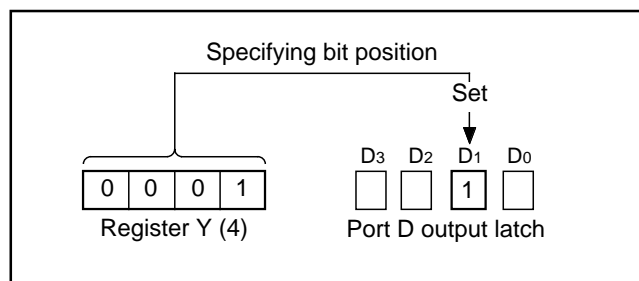 Specifying bit position
Set
D3 D2 D1 D0
0 0 0 1 1
Register Y (4) Port D output latch